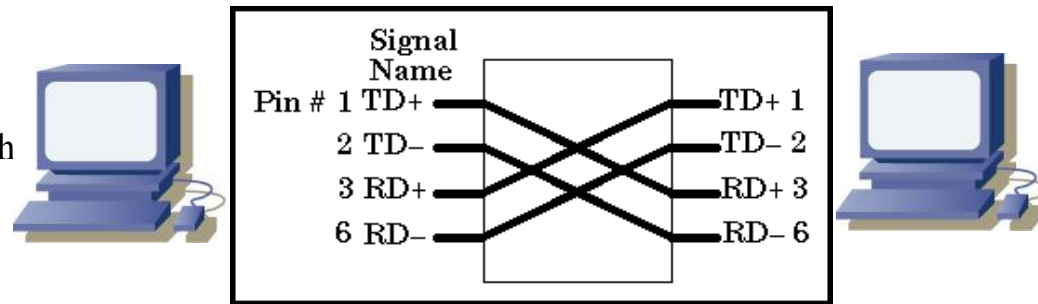 Signal
Name
Pin # 1 TD+ TD+ 1
h
2 TD– TD– 2
3 RD+ RD+ 3
6 RD– RD– 6